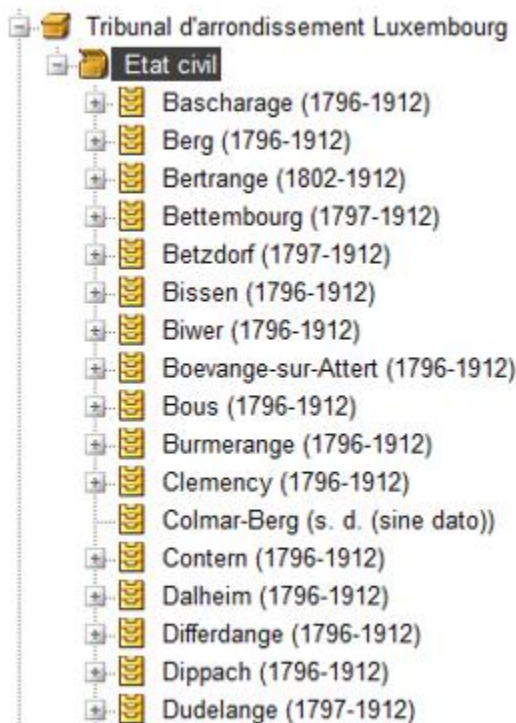 Tribunal d'arrondissement Luxembourg
Etat civil
Bascharage (1796-1912)
Berg (1796-1912)
Bertrange (1802-1912)
Bettembourg (1797-1912)
Betzdorf (1797-1912)
Bissen (1796-1912)
Biwer (1796-1912)
Boevange-sur-Attert (1796-1912)
Bous (1796-1912)
Burmerange (1796-1912)
Clemency (1796-1912)
Colmar-Berg (s. d. (sine dato))
Contern (1796-1912)
Dalheim (1796-1912)
Differdange (1796-1912)
Dippach (1796-1912)
Dudelange (1797-1912)